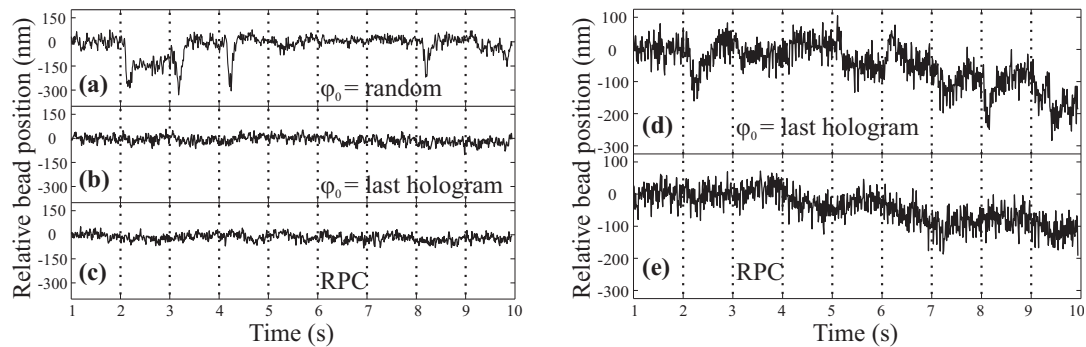 Relative bead position (nm)
150
0
-150
-300
(a)
φ₀ = random
150
0
-150
-300
(b)
φ₀ = last hologram
150
0
-150
-300
(c)
RPC
1 2 3 4 5 6 7 8 9 10
Time (s)
Relative bead position (nm)
100
0
-100
-200
-300
(d)
φ₀ = last hologram
100
0
-100
-200
-300
(e)
RPC
1 2 3 4 5 6 7 8 9 10
Time (s)